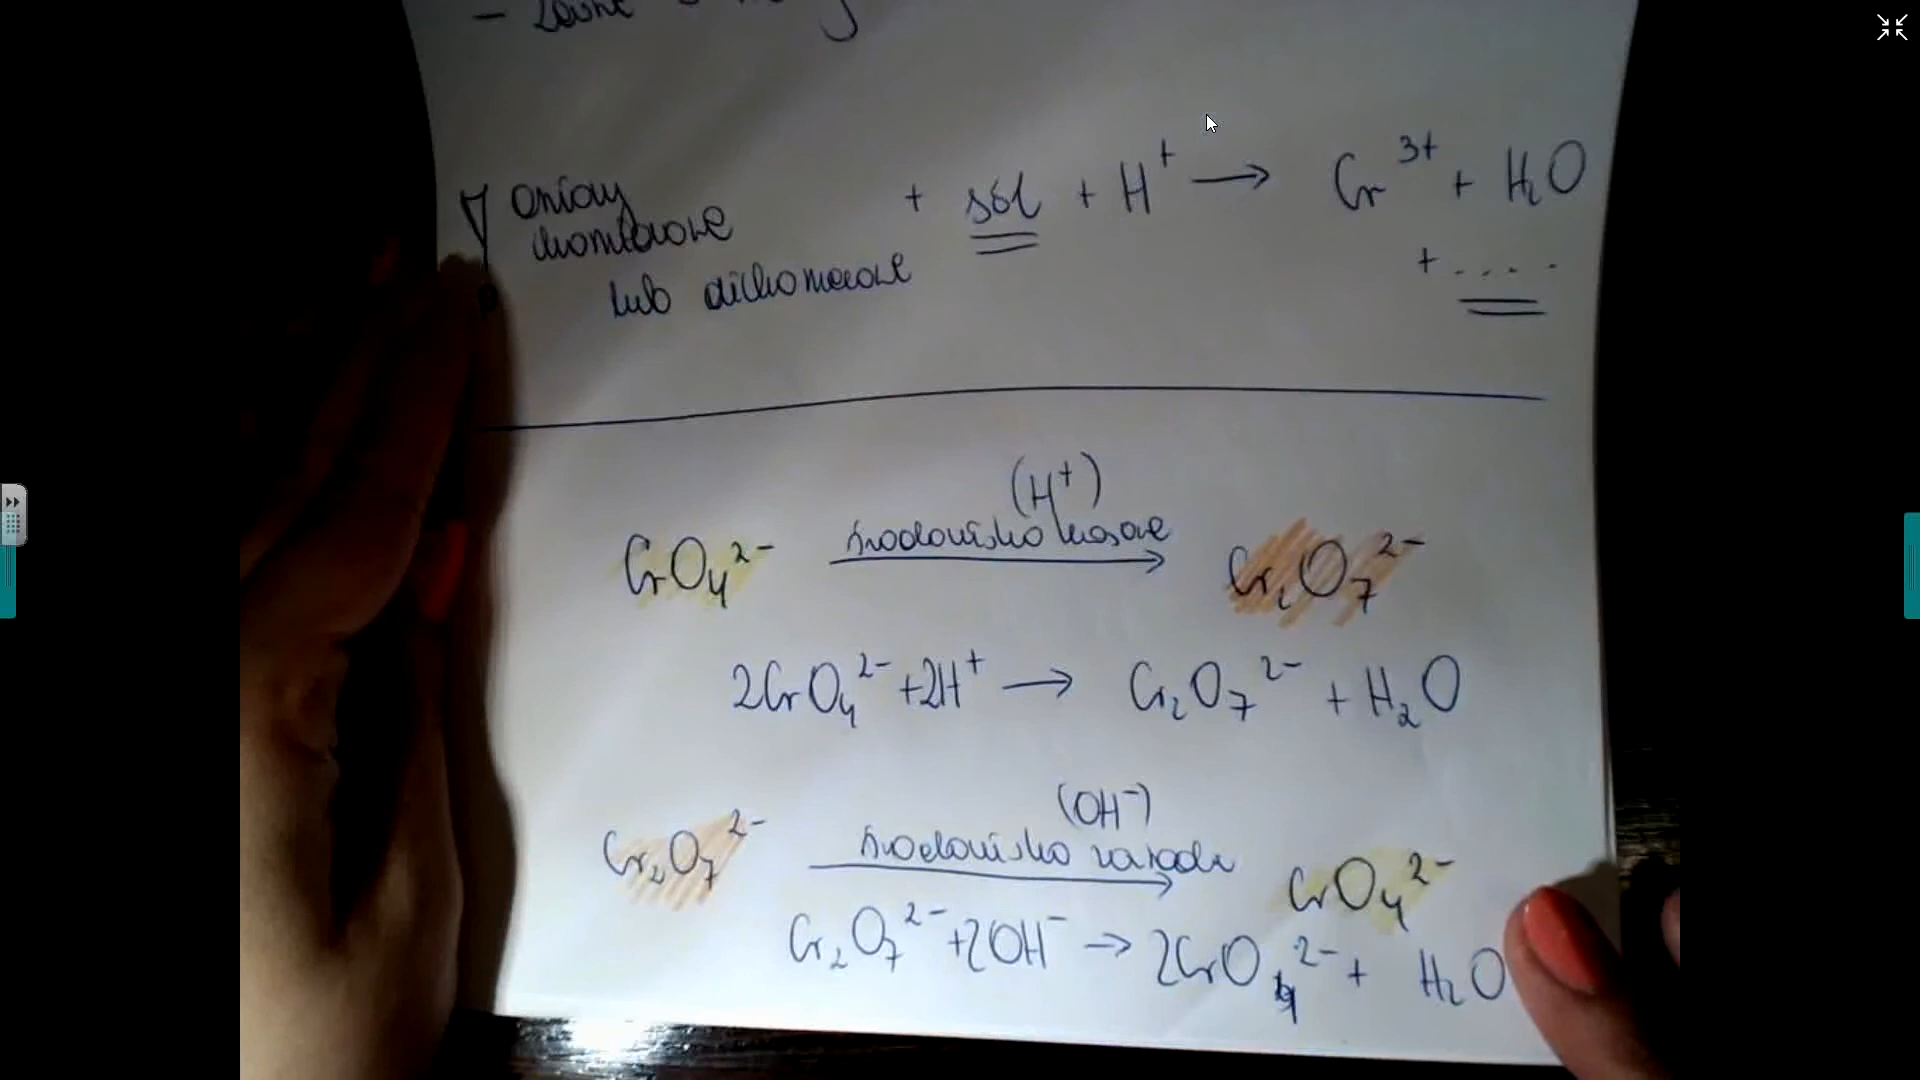 aniony + sól + H⁺ → Cr³⁺ + H₂O
chromianowe
lub dichromianowe + ....
(H⁺)
środowisko kwasowe
CrO₄²⁻ → Cr₂O₇²⁻
2CrO₄²⁻ + 2H⁺ → Cr₂O₇²⁻ + H₂O
(OH⁻)
środowisko zasadowe
Cr₂O₇²⁻ → CrO₄²⁻
Cr₂O₇²⁻ + 2OH⁻ → 2CrO₄²⁻ + H₂O